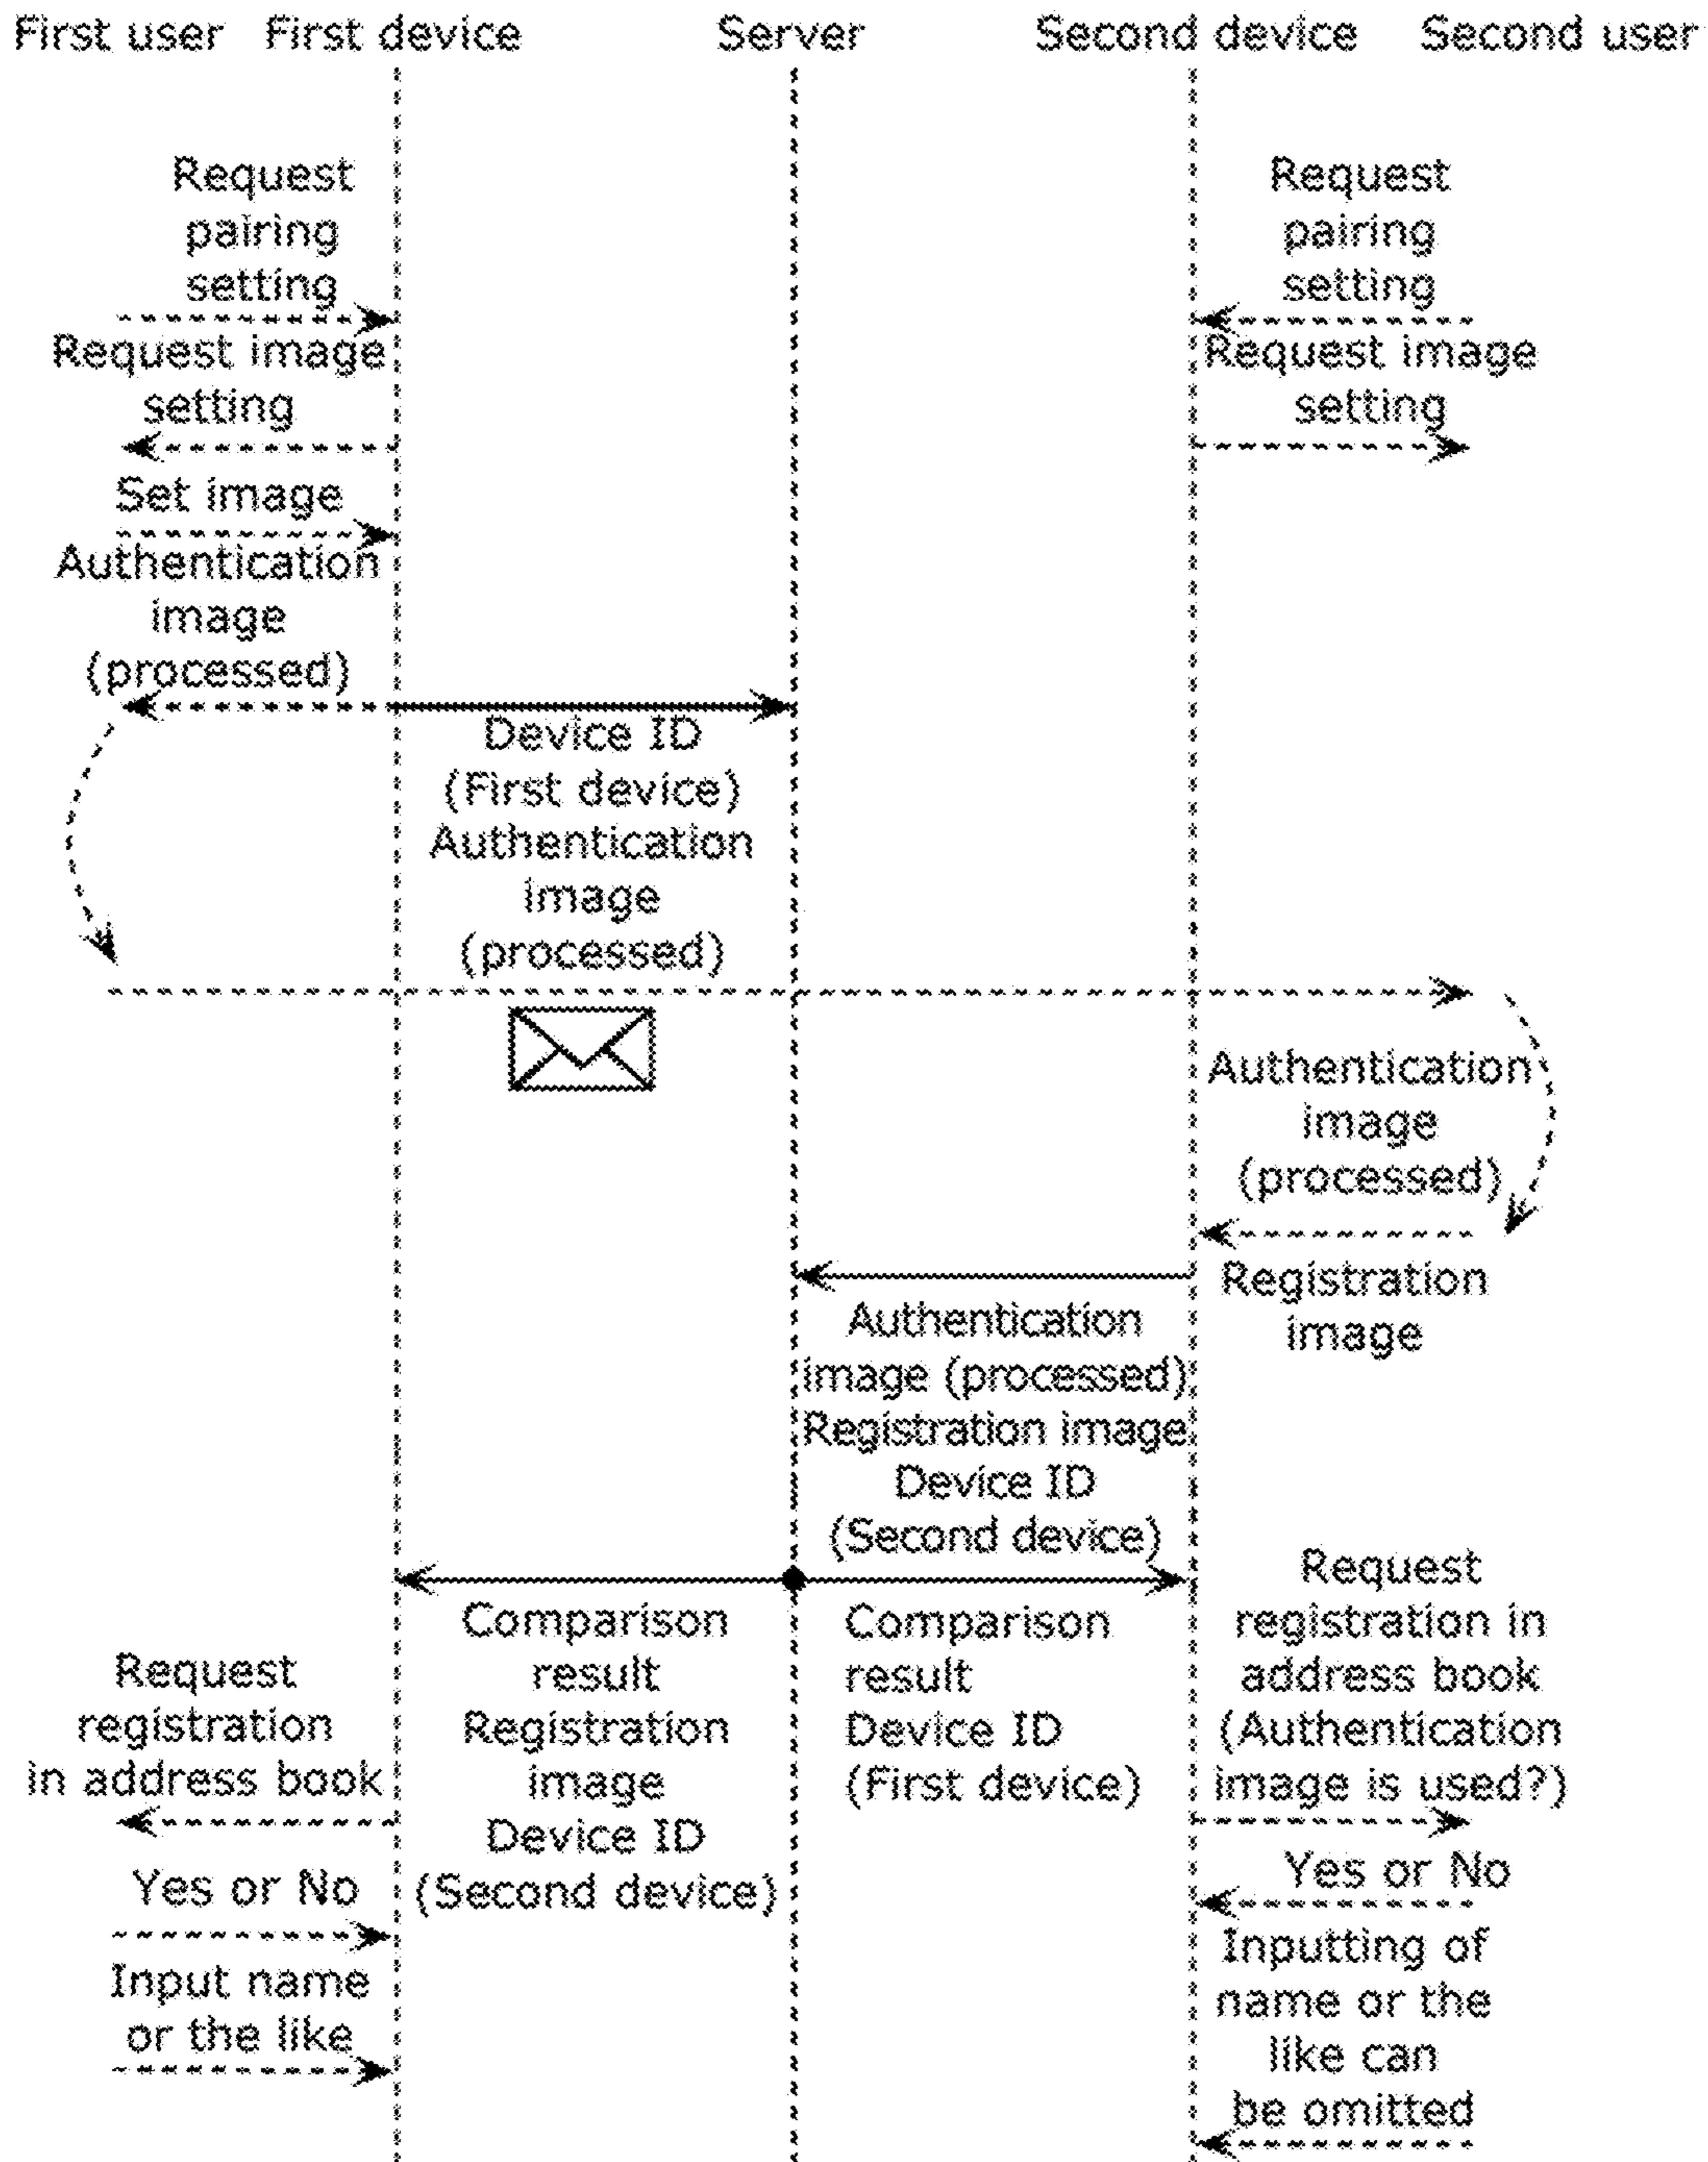 First user
First device
Server
Second device
Second user
Request
pairing
setting
Request
pairing
setting
Request image
setting
Request image
setting
Set image
Authentication
image
(processed)
Device ID
(First device)
Authentication
image
(processed)
Authentication
image
(processed)
Registration
image
Authentication
image (processed)
Registration image
Device ID
(Second device)
Comparison
result
Registration
image
Device ID
(Second device)
Comparison
result
Device ID
(First device)
Request
registration in
address book
(Authentication
image is used?)
Request
registration
in address book
Yes or No
Yes or No
Input name
or the like
Inputting of
name or the
like can
be omitted